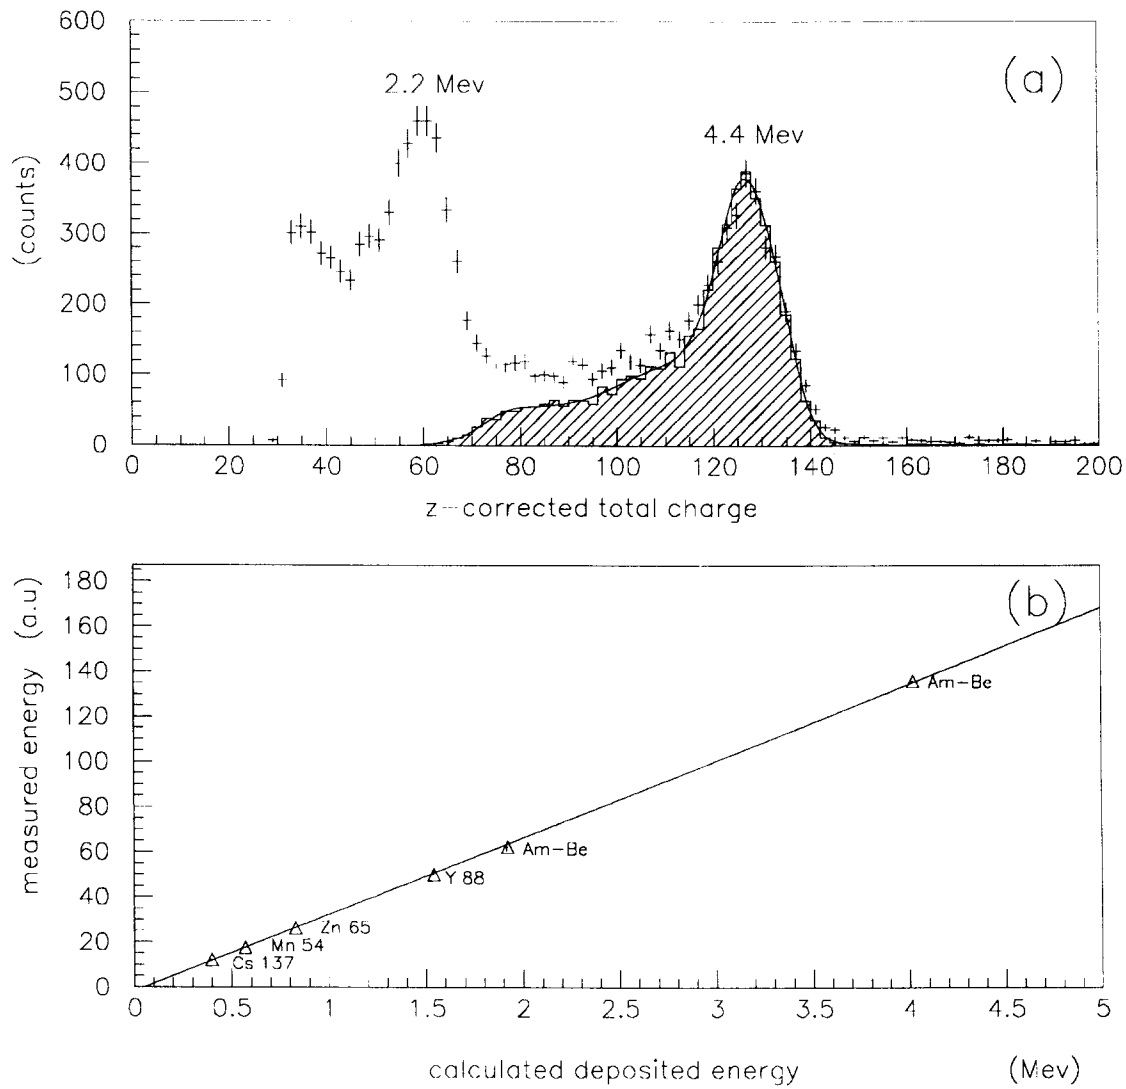 600
(a)
2.2 Mev
500
4.4 Mev
400
(counts)
300
200
100
0
0 20 40 60 80 100 120 140 160 180 200
z-corrected total charge
180
(b)
measured energy (a.u)
160
140
Am-Be
120
100
80
60
Am-Be
Y 88
40
Zn 65
20
Mn 54
Cs 137
0
0 0.5 1 1.5 2 2.5 3 3.5 4 4.5 5
calculated deposited energy (Mev)